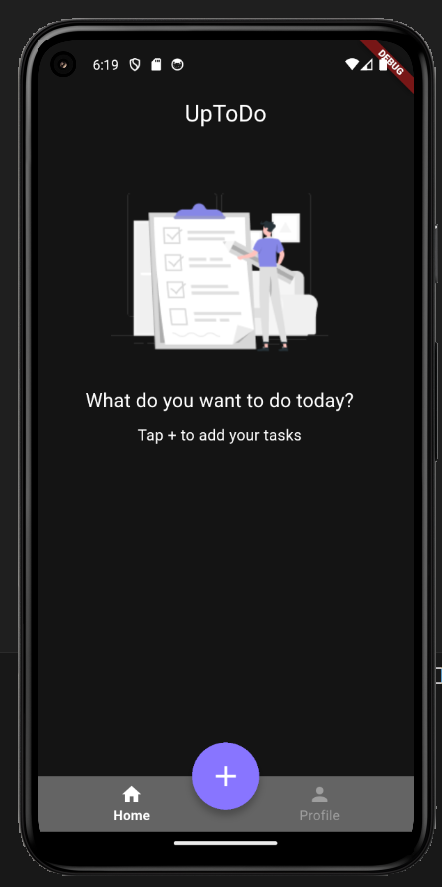 6:19
DEBUG
UpToDo
What do you want to do today?
Tap + to add your tasks
Home
Profile